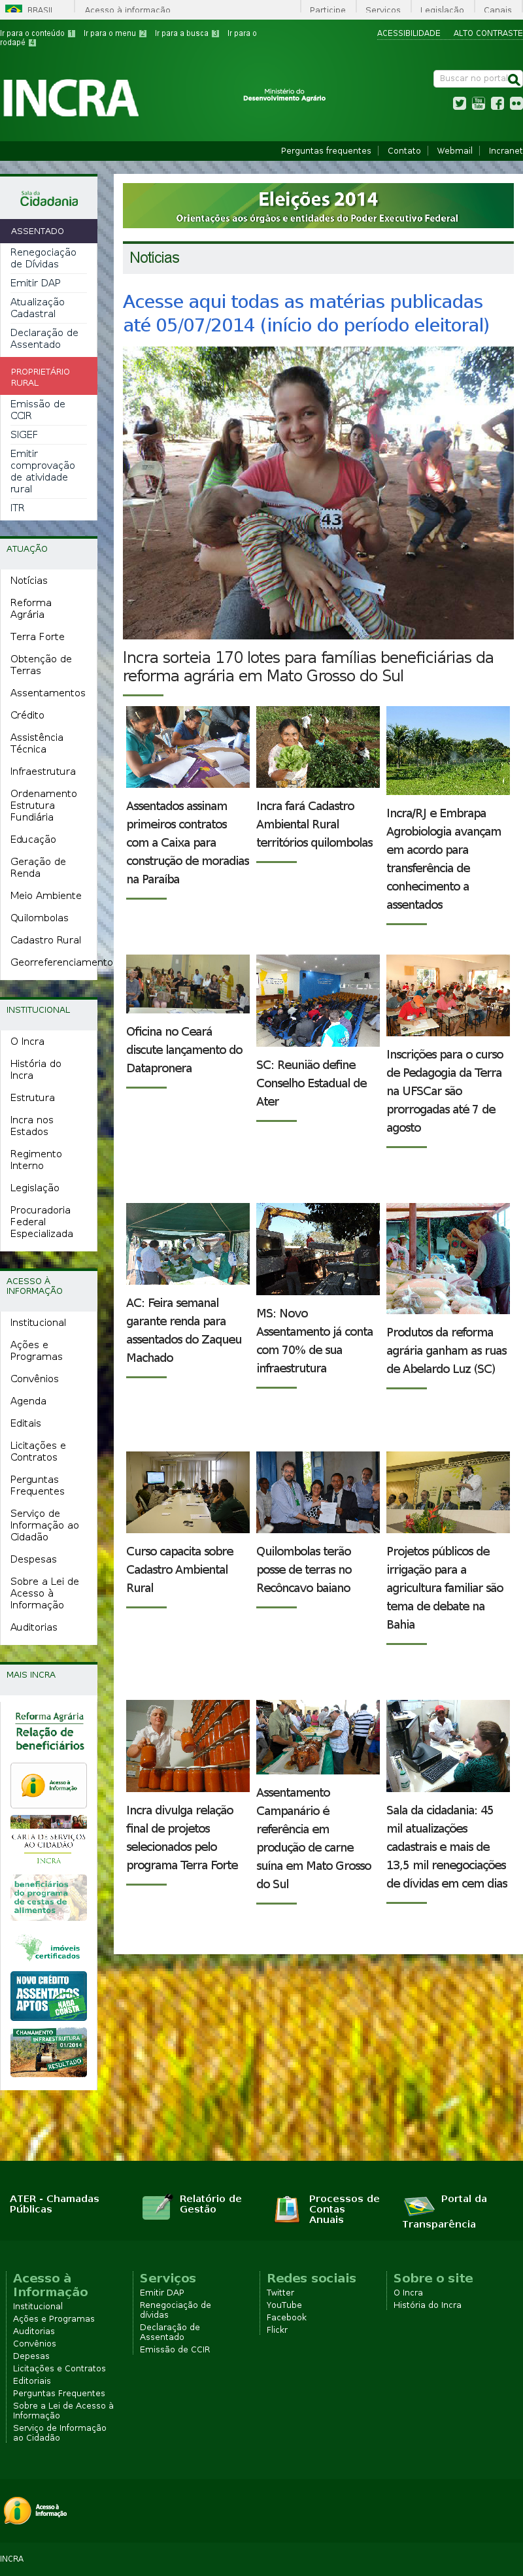 BRASIL
Acesso à informação
Participe
Serviços
Legislação
Canais
Ir para o conteúdo 1
Ir para o menu 2
Ir para a busca 3
Ir para o
rodapé 4
ACESSIBILIDADE
ALTO CONTRASTE
INCRA
Ministério do
Desenvolvimento Agrário
Buscar no portal
Perguntas frequentes
Contato
Webmail
Incranet
Sala da
Cidadania
ASSENTADO
Renegociação
de Dívidas
Emitir DAP
Atualização
Cadastral
Declaração de
Assentado
PROPRIETÁRIO
RURAL
Emissão de
CCIR
SIGEF
Emitir
comprovação
de atividade
rural
ITR
ATUAÇÃO
Notícias
Reforma
Agrária
Terra Forte
Obtenção de
Terras
Assentamentos
Crédito
Assistência
Técnica
Infraestrutura
Ordenamento
Estrutura
Fundiária
Educação
Geração de
Renda
Meio Ambiente
Quilombolas
Cadastro Rural
Georreferenciamento
INSTITUCIONAL
O Incra
História do
Incra
Estrutura
Incra nos
Estados
Regimento
Interno
Legislação
Procuradoria
Federal
Especializada
ACESSO À
INFORMAÇÃO
Institucional
Ações e
Programas
Convênios
Agenda
Editais
Licitações e
Contratos
Perguntas
Frequentes
Serviço de
Informação ao
Cidadão
Despesas
Sobre a Lei de
Acesso à
Informação
Auditorias
MAIS INCRA
Reforma Agrária
Relação de
beneficiários
Acesso à
Informação
CARTA DE SERVIÇOS
AO CIDADÃO
INCRA
beneficiários
do programa
de cestas de
alimentos
imóveis
certificados
NOVO CRÉDITO
ASSENTADOS
APTOS
NADA
CONSTA
CHAMAMENTO
INFRAESTRUTURA
01/2014
RESULTADO
Eleições 2014
Orientações aos órgãos e entidades do Poder Executivo Federal
Noticias
Acesse aqui todas as matérias publicadas
até 05/07/2014 (início do período eleitoral)
43
Incra sorteia 170 lotes para famílias beneficiárias da
reforma agrária em Mato Grosso do Sul
Assentados assinam
primeiros contratos
com a Caixa para
construção de moradias
na Paraíba
Incra fará Cadastro
Ambiental Rural
territórios quilombolas
Incra/RJ e Embrapa
Agrobiologia avançam
em acordo para
transferência de
conhecimento a
assentados
Oficina no Ceará
discute lançamento do
Datapronera
SC: Reunião define
Conselho Estadual de
Ater
Inscrições para o curso
de Pedagogia da Terra
na UFSCar são
prorrogadas até 7 de
agosto
AC: Feira semanal
garante renda para
assentados do Zaqueu
Machado
MS: Novo
Assentamento já conta
com 70% de sua
infraestrutura
Produtos da reforma
agrária ganham as ruas
de Abelardo Luz (SC)
Curso capacita sobre
Cadastro Ambiental
Rural
Quilombolas terão
posse de terras no
Recôncavo baiano
Projetos públicos de
irrigação para a
agricultura familiar são
tema de debate na
Bahia
Incra divulga relação
final de projetos
selecionados pelo
programa Terra Forte
Assentamento
Campanário é
referência em
produção de carne
suína em Mato Grosso
do Sul
Sala da cidadania: 45
mil atualizações
cadastrais e mais de
13,5 mil renegociações
de dívidas em cem dias
ATER - Chamadas
Públicas
Relatório de
Gestão
Processos de
Contas
Anuais
Portal da
Transparência
Acesso à
Informação
Institucional
Ações e Programas
Auditorias
Convênios
Depesas
Licitações e Contratos
Editoriais
Perguntas Frequentes
Sobre a Lei de Acesso à
Informação
Serviço de Informação
ao Cidadão
Serviços
Emitir DAP
Renegociação de
dívidas
Declaração de
Assentado
Emissão de CCIR
Redes sociais
Twitter
YouTube
Facebook
Flickr
Sobre o site
O Incra
História do Incra
Acesso à
Informação
INCRA